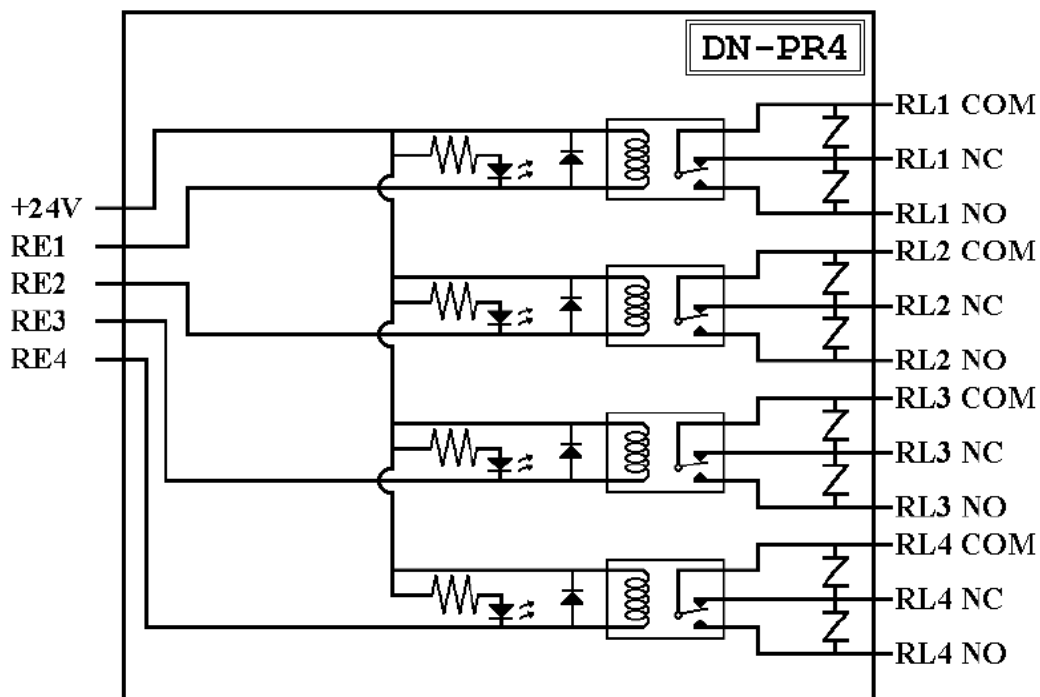 DN-PR4
+24V
RE1
RE2
RE3
RE4
RL1 COM
RL1 NC
RL1 NO
RL2 COM
RL2 NC
RL2 NO
RL3 COM
RL3 NC
RL3 NO
RL4 COM
RL4 NC
RL4 NO